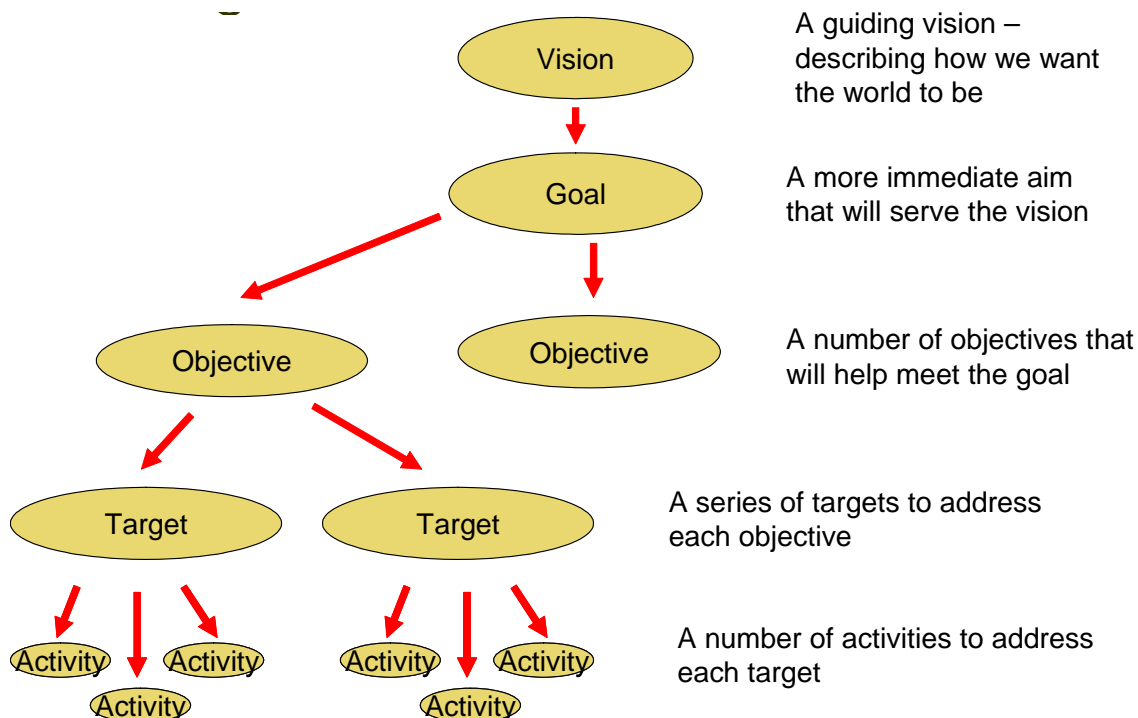 Vision
A guiding vision –
describing how we want
the world to be
Goal
A more immediate aim
that will serve the vision
Objective
Objective
A number of objectives that
will help meet the goal
Target
Target
A series of targets to address
each objective
Activity
Activity
Activity
Activity
Activity
Activity
A number of activities to address
each target